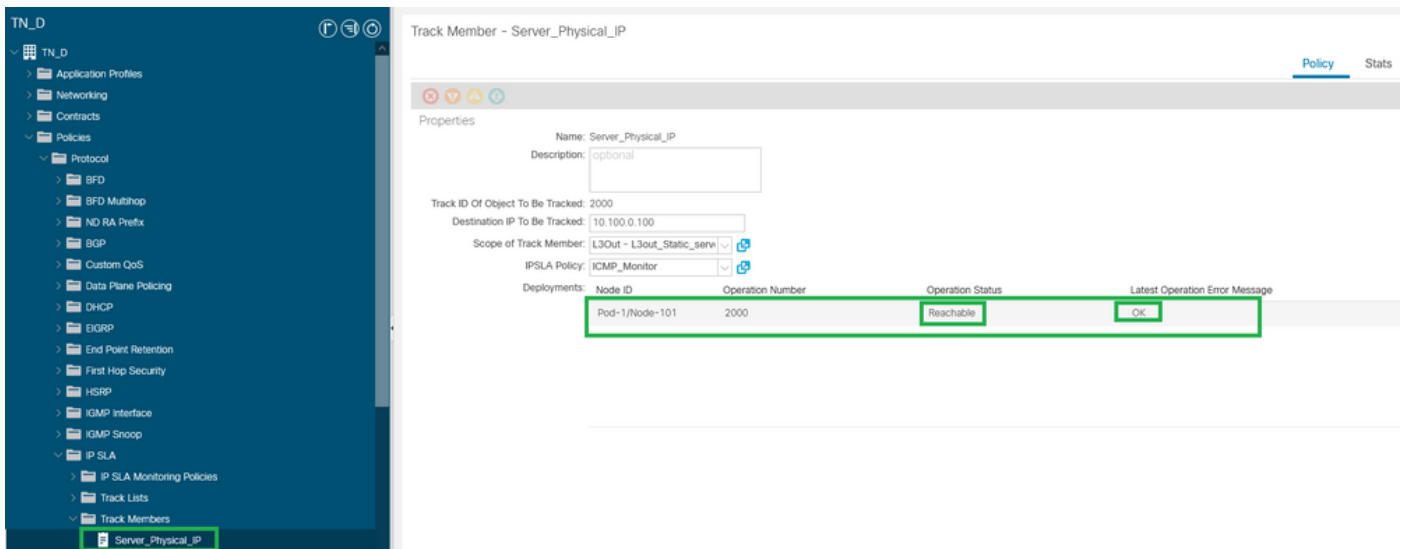 TN_D
TN_D
Application Profiles
Networking
Contracts
Policies
Protocol
BFD
BFD Multihop
ND RA Prefix
BGP
Custom QoS
Data Plane Policing
DHCP
EIGRP
End Point Retention
First Hop Security
HSRP
IGMP Interface
IGMP Snoop
IP SLA
IP SLA Monitoring Policies
Track Lists
Track Members
Server_Physical_IP
Track Member - Server_Physical_IP
Policy Stats
Properties
Name: Server_Physical_IP
Description: optional
Track ID Of Object To Be Tracked: 2000
Destination IP To Be Tracked: 10.100.0.100
Scope of Track Member: L3Out - L3out_Static_serv
IPSLA Policy: ICMP_Monitor
Deployments: Node ID Operation Number Operation Status Latest Operation Error Message
Pod-1/Node-101 2000 Reachable OK